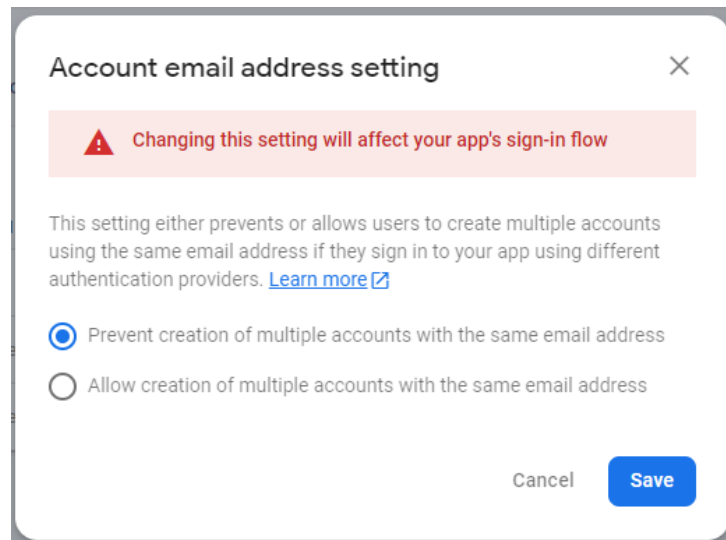 Account email address setting
Changing this setting will affect your app's sign-in flow
This setting either prevents or allows users to create multiple accounts
using the same email address if they sign in to your app using different
authentication providers. Learn more
Prevent creation of multiple accounts with the same email address
Allow creation of multiple accounts with the same email address
Cancel Save